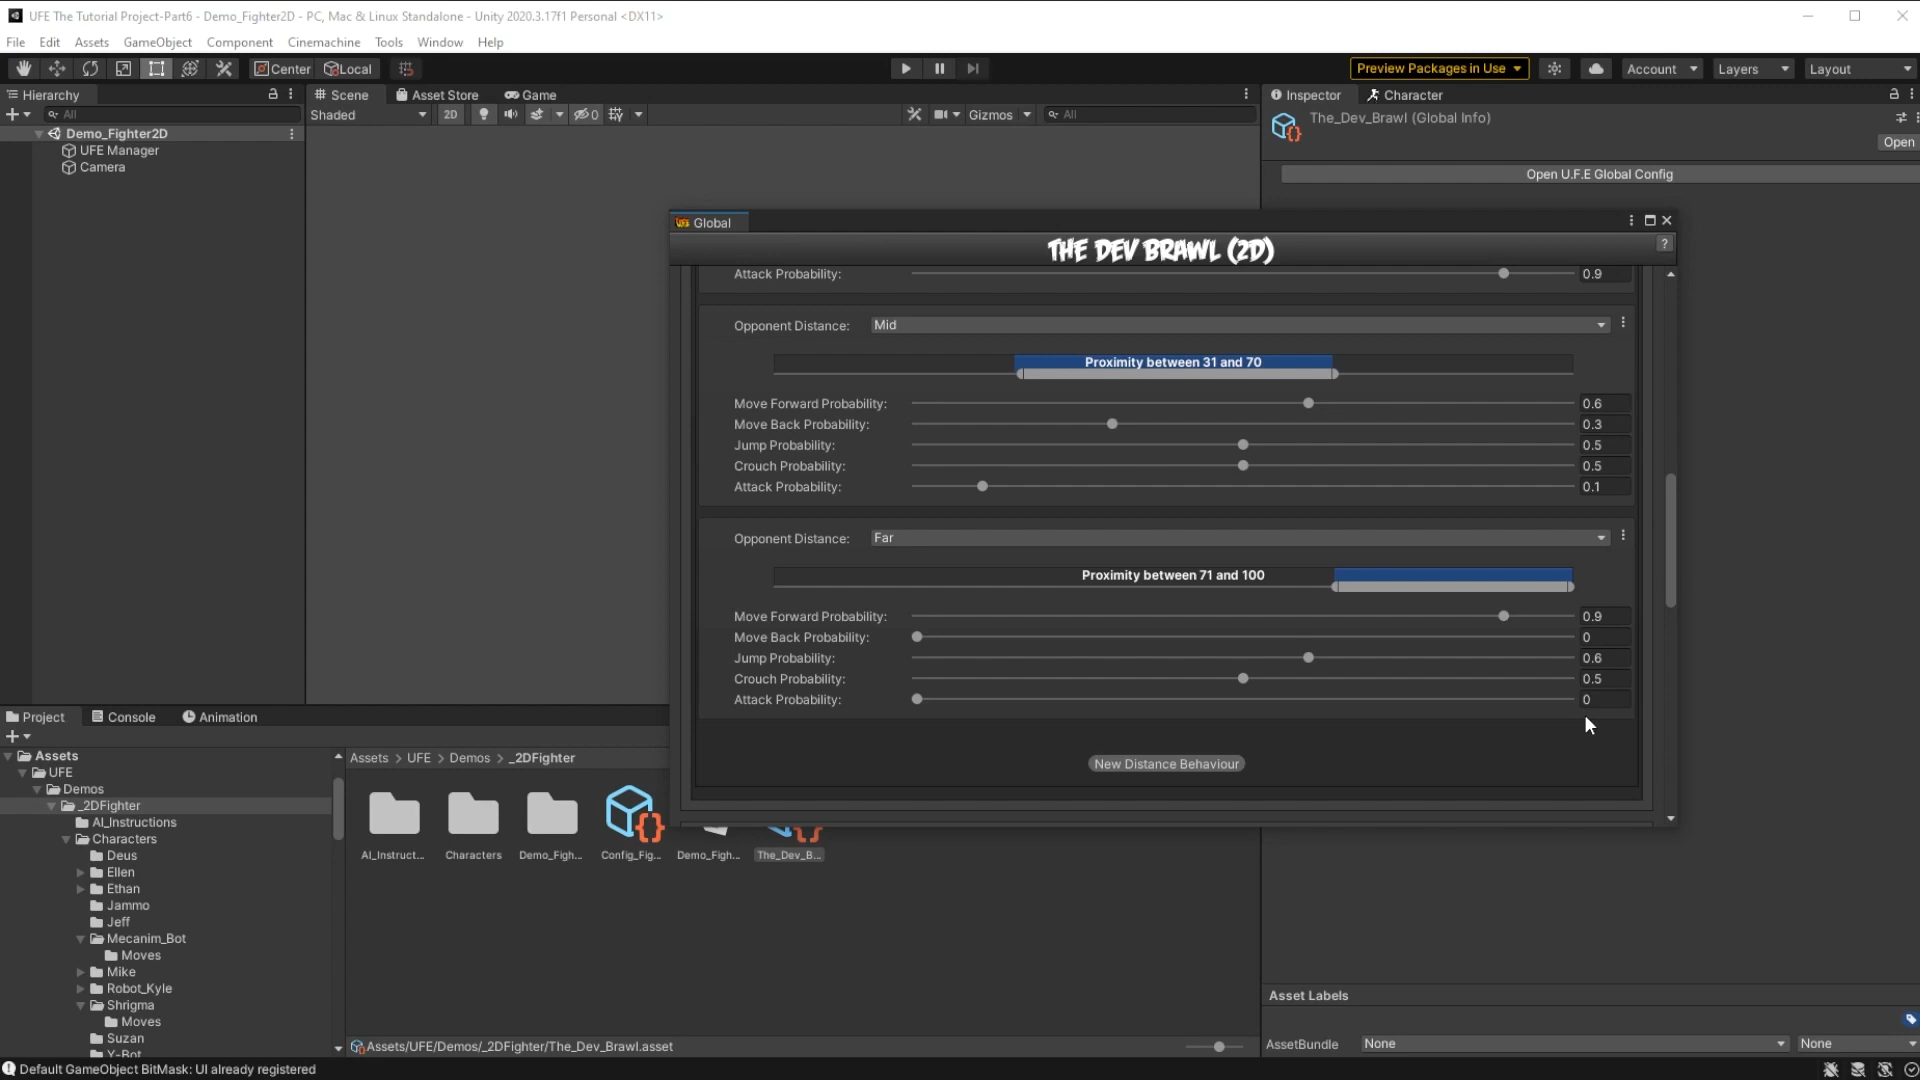 UFE The Tutorial Project-Part6 - Demo_Fighter2D - PC, Mac & Linux Standalone - Unity 2020.3.17f1 Personal <DX11>
File Edit Assets GameObject Component Cinemachine Tools Window Help
Center Local Preview Packages in Use Account Layers Layout
Hierarchy Scene Asset Store Game Inspector Character
All Shaded 2D 0 Gizmos All
The_Dev_Brawl (Global Info)
Open
Open U.F.E Global Config
Demo_Fighter2D
UFE Manager
Camera
UFE Global
THE DEV BRAWL (2D)
?
Attack Probability: 0.9
Opponent Distance: Mid
Proximity between 31 and 70
Move Forward Probability: 0.6
Move Back Probability: 0.3
Jump Probability: 0.5
Crouch Probability: 0.5
Attack Probability: 0.1
Opponent Distance: Far
Proximity between 71 and 100
Move Forward Probability: 0.9
Move Back Probability: 0
Jump Probability: 0.6
Crouch Probability: 0.5
Attack Probability: 0
New Distance Behaviour
Project Console Animation
Assets
UFE
Demos
_2DFighter
AI_Instructions
Characters
Deus
Ellen
Ethan
Jammo
Jeff
Mecanim_Bot
Moves
Mike
Robot_Kyle
Shrigma
Moves
Suzan
Y-Bot
Assets > UFE > Demos > _2DFighter
AI_Instruct... Characters Demo_Figh... Config_Fig... Demo_Figh... The_Dev_B...
Assets/UFE/Demos/_2DFighter/The_Dev_Brawl.asset
Asset Labels
AssetBundle None None
Default GameObject BitMask: UI already registered